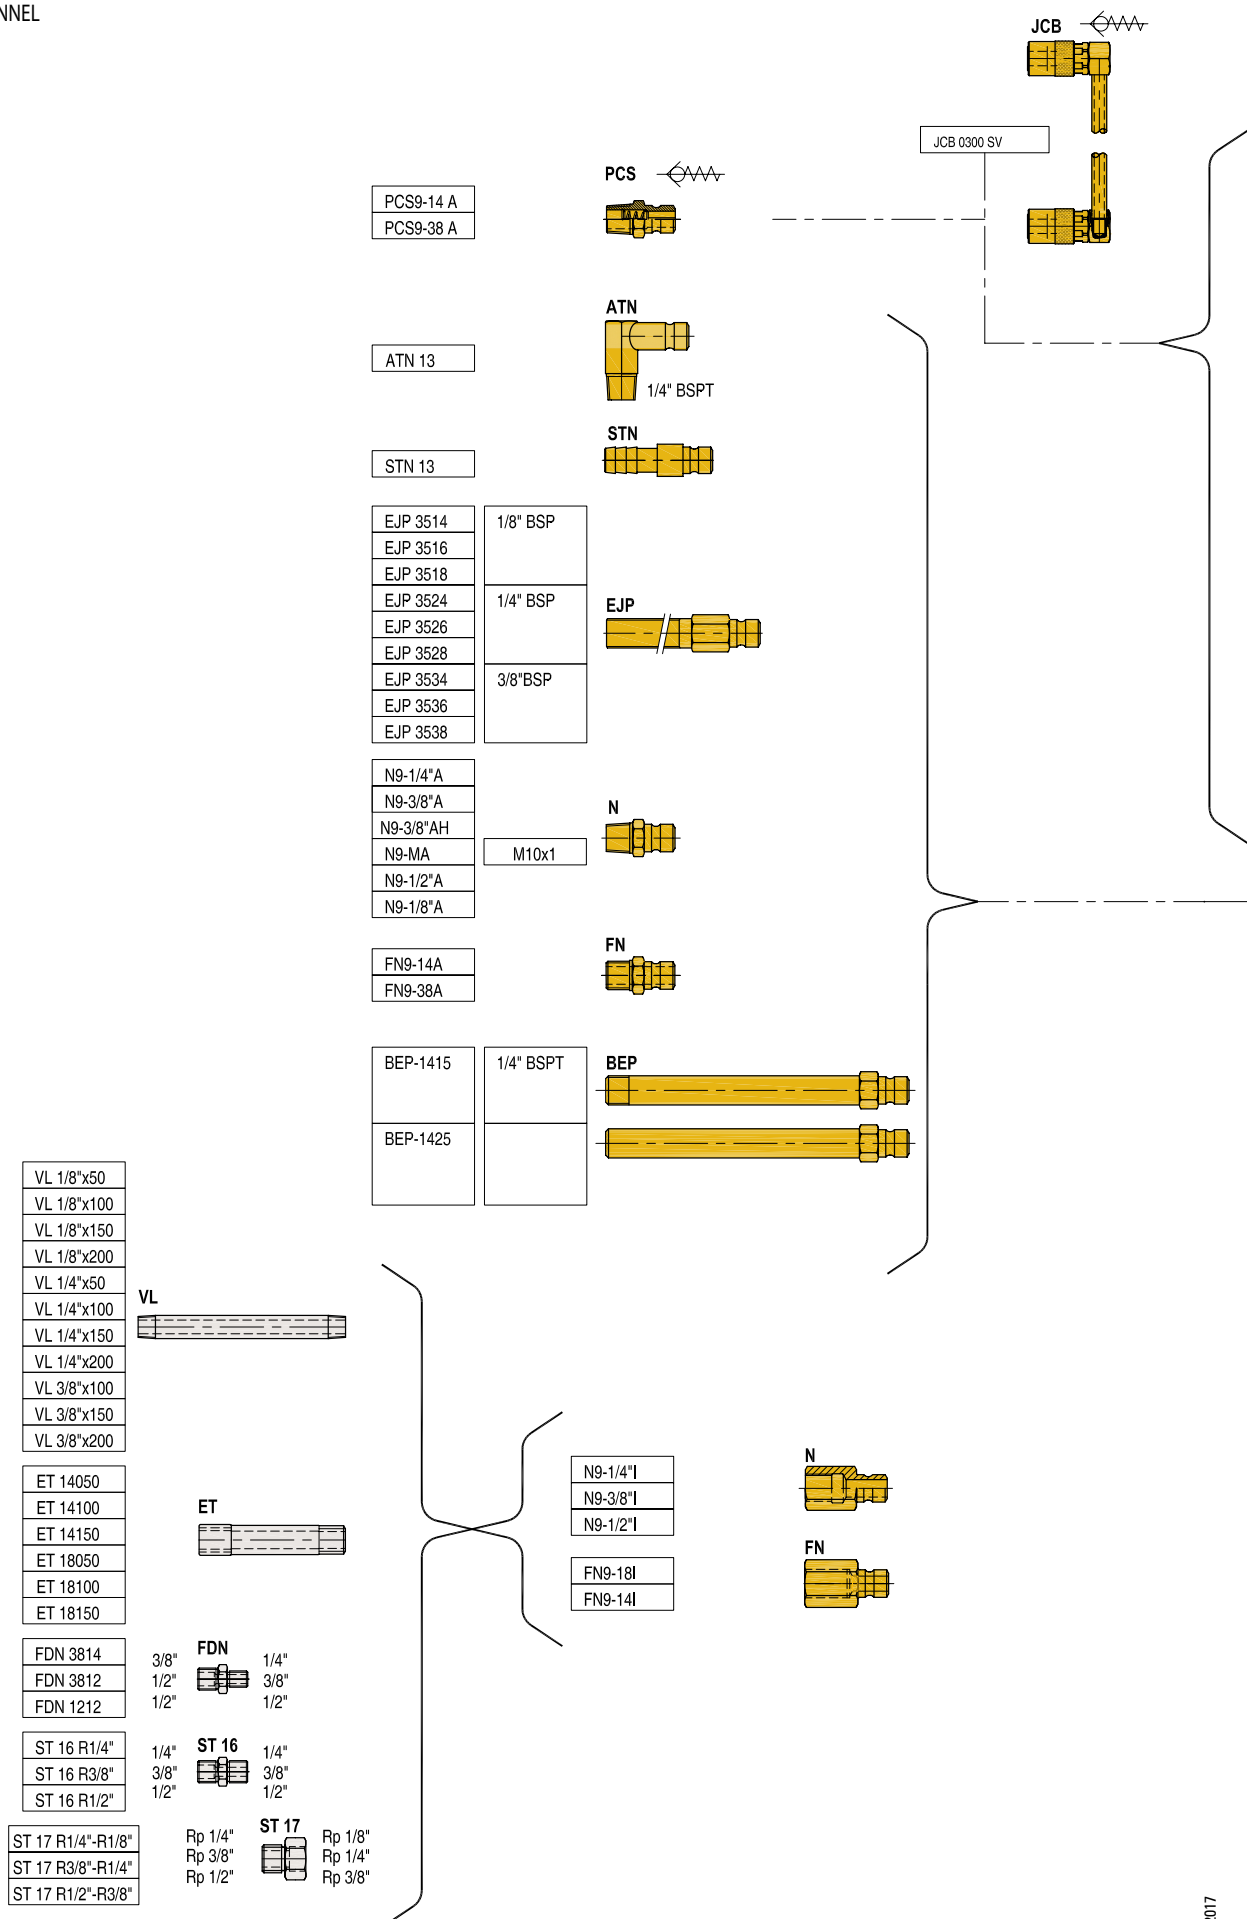 NNEL
JCB
JCB 0300 SV
PCS
PCS9-14 A
PCS9-38 A
ATN
ATN 13
1/4" BSPT
STN
STN 13
EJP 3514
1/8" BSP
EJP 3516
EJP 3518
EJP 3524
1/4" BSP
EJP
EJP 3526
EJP 3528
EJP 3534
3/8"BSP
EJP 3536
EJP 3538
N9-1/4"A
N9-3/8"A
N
N9-3/8"AH
N9-MA
M10x1
N9-1/2"A
N9-1/8"A
FN
FN9-14A
FN9-38A
BEP-1415
1/4" BSPT
BEP
BEP-1425
VL 1/8"x50
VL 1/8"x100
VL 1/8"x150
VL 1/8"x200
VL 1/4"x50
VL
VL 1/4"x100
VL 1/4"x150
VL 1/4"x200
VL 3/8"x100
VL 3/8"x150
VL 3/8"x200
N9-1/4"I
N
N9-3/8"I
N9-1/2"I
FN
FN9-18I
FN9-14I
ET 14050
ET 14100
ET
ET 14150
ET 18050
ET 18100
ET 18150
FDN 3814
3/8"
FDN
1/4"
FDN 3812
1/2"
3/8"
FDN 1212
1/2"
1/2"
ST 16 R1/4"
1/4"
ST 16
1/4"
ST 16 R3/8"
3/8"
3/8"
ST 16 R1/2"
1/2"
1/2"
ST 17 R1/4"-R1/8"
Rp 1/4"
ST 17
Rp 1/8"
ST 17 R3/8"-R1/4"
Rp 3/8"
Rp 1/4"
ST 17 R1/2"-R3/8"
Rp 1/2"
Rp 3/8"
2017